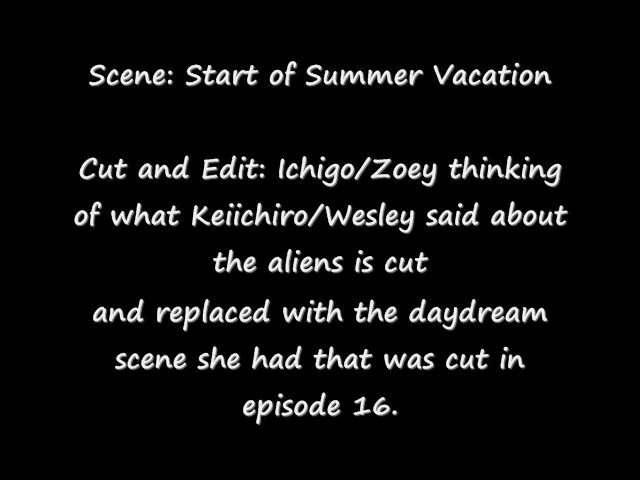 Scene: Start of Summer Vacation
Cut and Edit: Ichigo/Zoey thinking
of what Keiichiro/Wesley said about
the aliens is cut
and replaced with the daydream
scene she had that was cut in
episode 16.